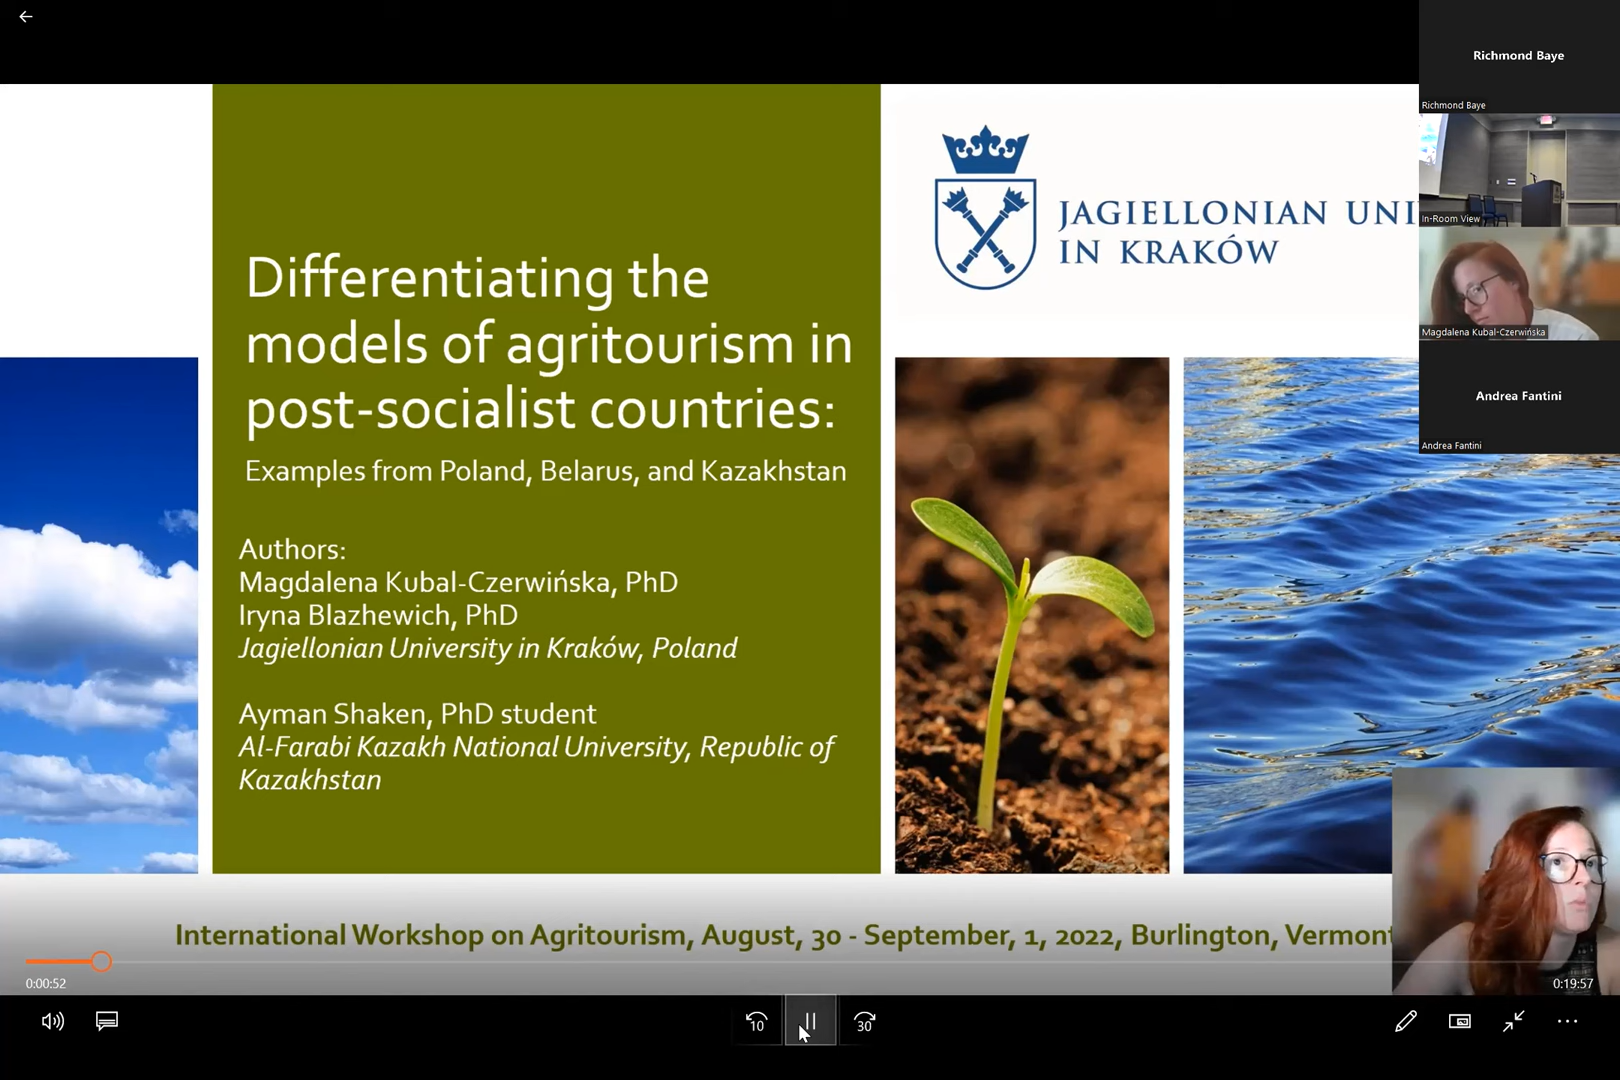 Differentiating the
models of agritourism in
post-socialist countries:
Examples from Poland, Belarus, and Kazakhstan
Authors:
Magdalena Kubal-Czerwińska, PhD
Iryna Blazhewich, PhD
Jagiellonian University in Kraków, Poland
Ayman Shaken, PhD student
Al-Farabi Kazakh National University, Republic of
Kazakhstan
JAGIELLONIAN UNI
IN KRAKÓW
Richmond Baye
Richmond Baye
In-Room View
Magdalena Kubal-Czerwińska
Andrea Fantini
Andrea Fantini
International Workshop on Agritourism, August, 30 - September, 1, 2022, Burlington, Vermont
0:00:52
0:19:57
10
30